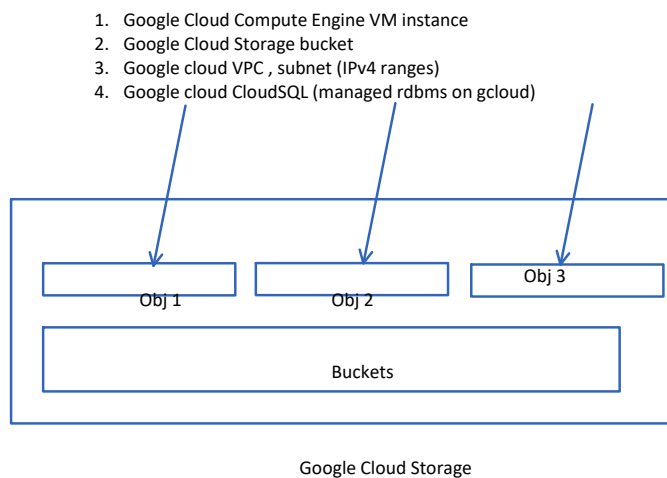 1. Google Cloud Compute Engine VM instance
2. Google Cloud Storage bucket
3. Google cloud VPC , subnet (IPv4 ranges)
4. Google cloud CloudSQL (managed rdbms on gcloud)
Obj 1
Obj 2
Obj 3
Buckets
Google Cloud Storage